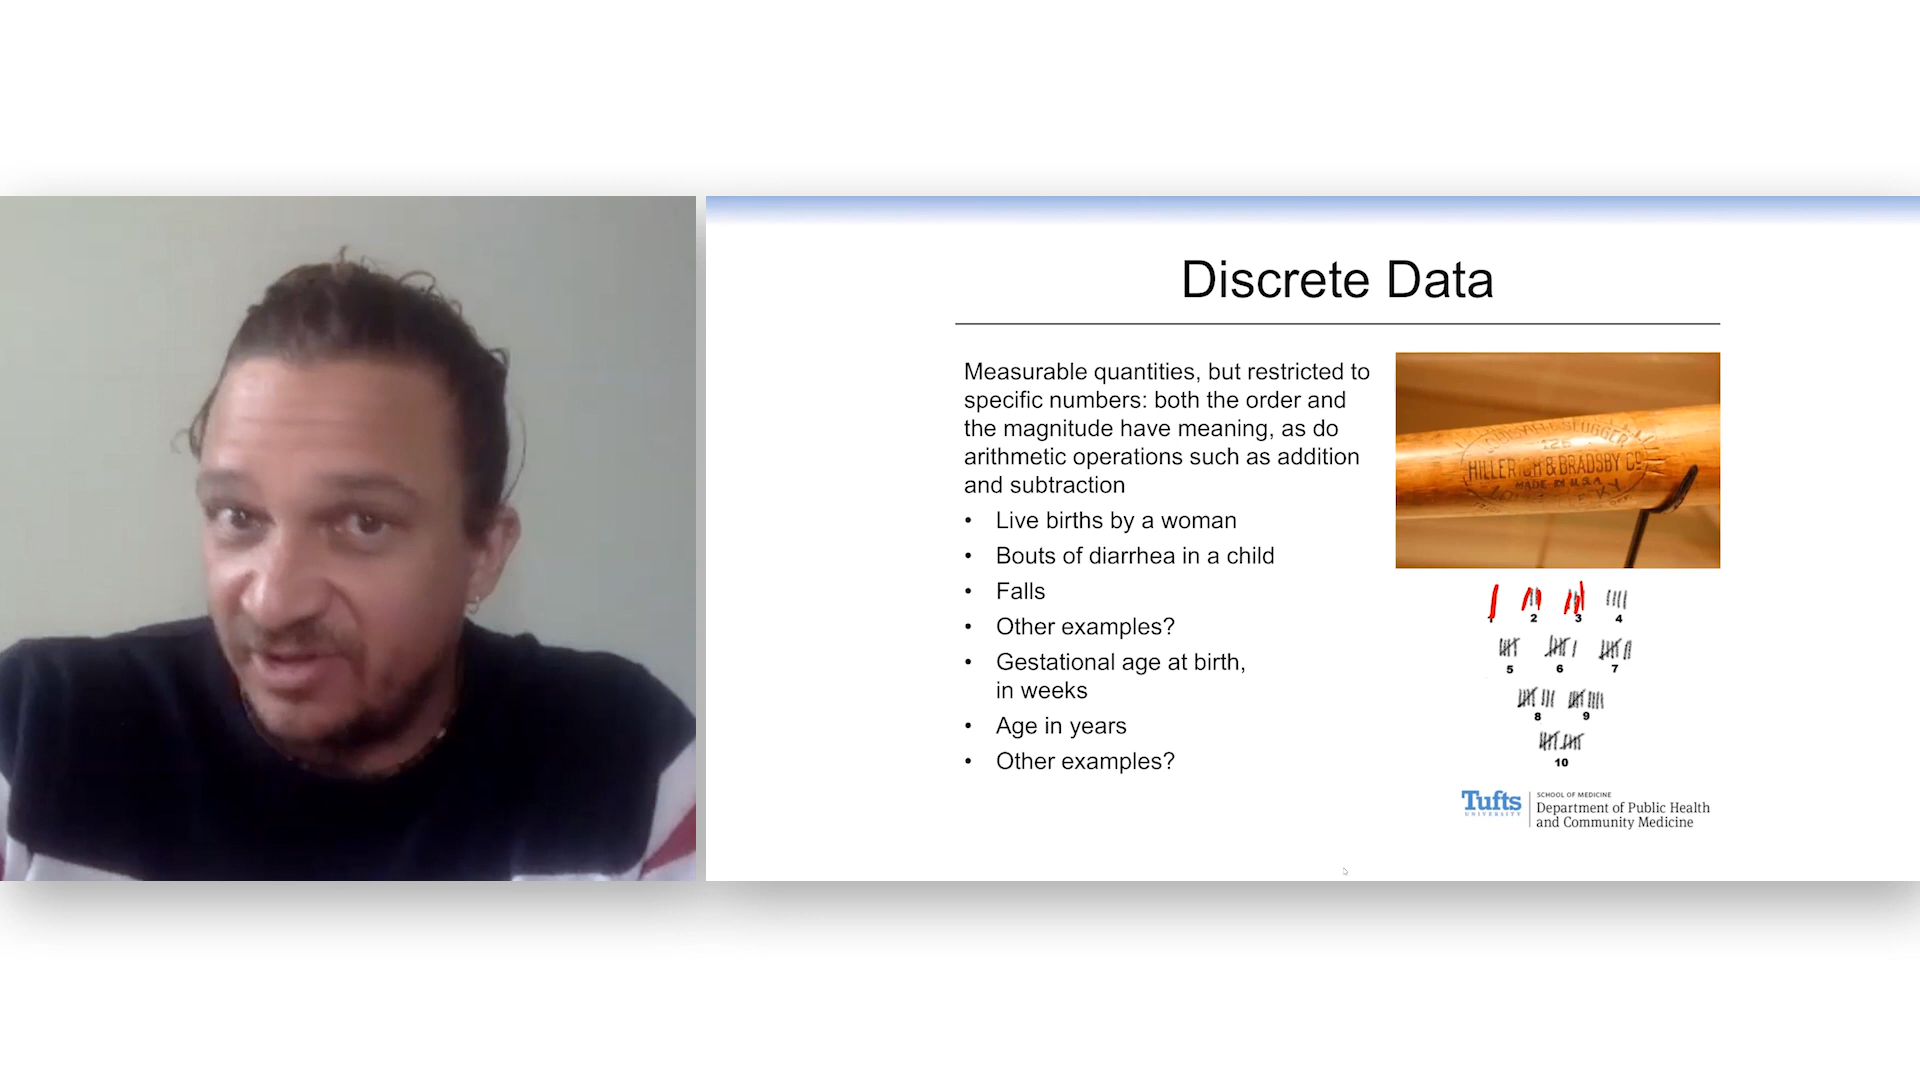 Discrete Data
Measurable quantities, but restricted to
specific numbers: both the order and
the magnitude have meaning, as do
arithmetic operations such as addition
and subtraction
• Live births by a woman
• Bouts of diarrhea in a child
• Falls
• Other examples?
• Gestational age at birth,
in weeks
• Age in years
• Other examples?
SLUGGER
125
HILLERICH & BRADSBY CO
MADE IN U.S.A.
2 3 4
5 6 7
8 9
10
Tufts
UNIVERSITY
SCHOOL OF MEDICINE
Department of Public Health
and Community Medicine